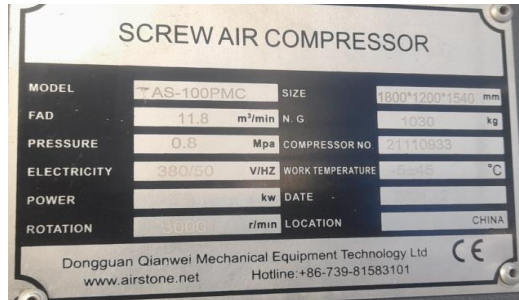 SCREW AIR COMPRESSOR
MODEL TAS-100PMC SIZE 1800*1200*1540 mm
FAD 11.8 m³/min N. G 1030 kg
PRESSURE 0.8 Mpa COMPRESSOR NO 21110933
ELECTRICITY 380/50 V/HZ WORK TEMPERATURE -5~45 °C
POWER kw DATE
ROTATION 3000 r/min LOCATION CHINA
Dongguan Qianwei Mechanical Equipment Technology Ltd CE
www.airstone.net Hotline:+86-739-81583101